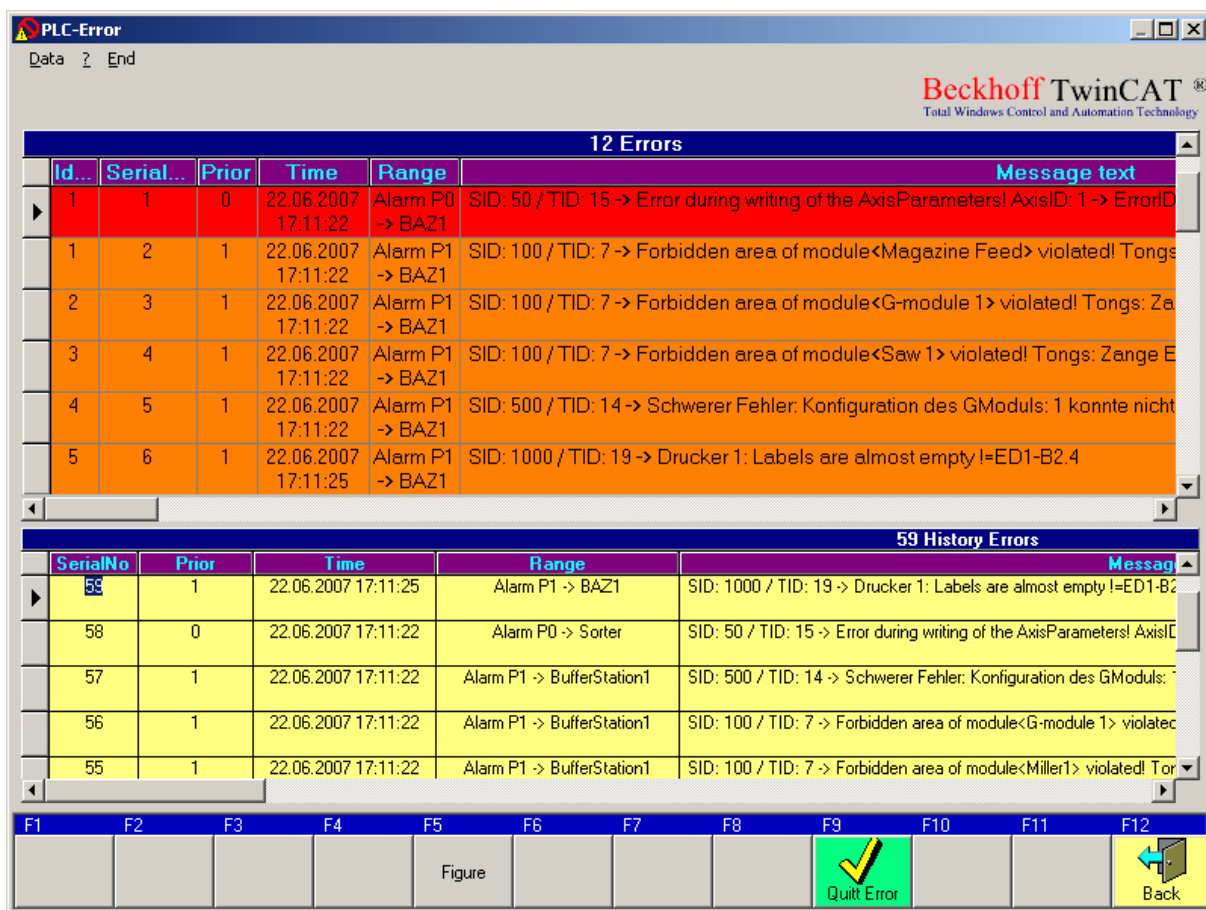 PLC-Error
Data ? End
Beckhoff TwinCAT ®
Total Windows Control and Automation Technology
12 Errors
Id... Serial... Prior Time Range Message text
1 1 0 22.06.2007 Alarm P0 SID: 50 / TID: 15 -> Error during writing of the AxisParameters! AxisID: 1 -> ErrorID
17:11:22 -> BAZ1
1 2 1 22.06.2007 Alarm P1 SID: 100 / TID: 7 -> Forbidden area of module<Magazine Feed> violated! Tongs
17:11:22 -> BAZ1
2 3 1 22.06.2007 Alarm P1 SID: 100 / TID: 7 -> Forbidden area of module<G-module 1> violated! Tongs: Za
17:11:22 -> BAZ1
3 4 1 22.06.2007 Alarm P1 SID: 100 / TID: 7 -> Forbidden area of module<Saw 1> violated! Tongs: Zange E
17:11:22 -> BAZ1
4 5 1 22.06.2007 Alarm P1 SID: 500 / TID: 14 -> Schwerer Fehler: Konfiguration des GModuls: 1 konnte nicht
17:11:22 -> BAZ1
5 6 1 22.06.2007 Alarm P1 SID: 1000 / TID: 19 -> Drucker 1: Labels are almost empty !=ED1-B2.4
17:11:25 -> BAZ1
59 History Errors
SerialNo Prior Time Range Messag
59 1 22.06.2007 17:11:25 Alarm P1 -> BAZ1 SID: 1000 / TID: 19 -> Drucker 1: Labels are almost empty !=ED1-B2
58 0 22.06.2007 17:11:22 Alarm P0 -> Sorter SID: 50 / TID: 15 -> Error during writing of the AxisParameters! AxisID
57 1 22.06.2007 17:11:22 Alarm P1 -> BufferStation1 SID: 500 / TID: 14 -> Schwerer Fehler: Konfiguration des GModuls:
56 1 22.06.2007 17:11:22 Alarm P1 -> BufferStation1 SID: 100 / TID: 7 -> Forbidden area of module<G-module 1> violated
55 1 22.06.2007 17:11:22 Alarm P1 -> BufferStation1 SID: 100 / TID: 7 -> Forbidden area of module<Miller1> violated! Tor
F1 F2 F3 F4 F5 F6 F7 F8 F9 F10 F11 F12
Figure
Quitt Error Back